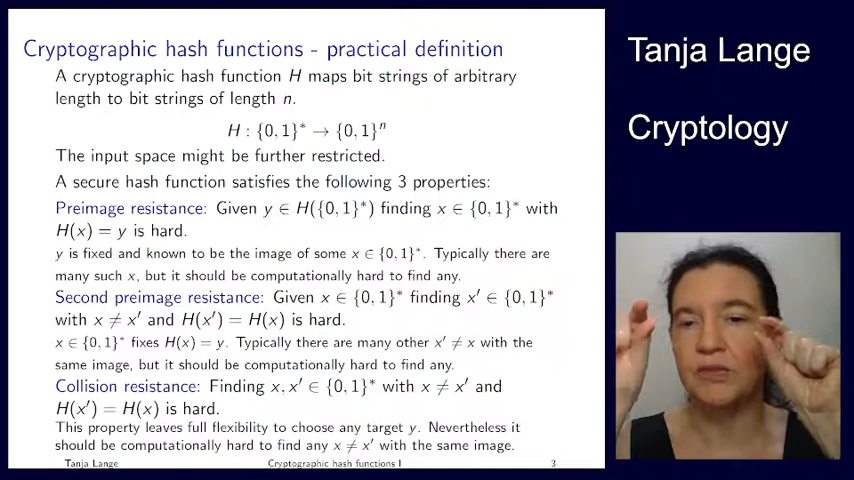 Cryptographic hash functions - practical definition
A cryptographic hash function H maps bit strings of arbitrary
length to bit strings of length n.
H : {0, 1}* → {0, 1}ⁿ
The input space might be further restricted.
A secure hash function satisfies the following 3 properties:
Preimage resistance: Given y ∈ H({0, 1}*) finding x ∈ {0, 1}* with
H(x) = y is hard.
y is fixed and known to be the image of some x ∈ {0, 1}*. Typically there are
many such x, but it should be computationally hard to find any.
Second preimage resistance: Given x ∈ {0, 1}* finding x′ ∈ {0, 1}*
with x ≠ x′ and H(x′) = H(x) is hard.
x ∈ {0, 1}* fixes H(x) = y. Typically there are many other x′ ≠ x with the
same image, but it should be computationally hard to find any.
Collision resistance: Finding x, x′ ∈ {0, 1}* with x ≠ x′ and
H(x′) = H(x) is hard.
This property leaves full flexibility to choose any target y. Nevertheless it
should be computationally hard to find any x ≠ x′ with the same image.
Tanja Lange Cryptographic hash functions I 3
Tanja Lange
Cryptology